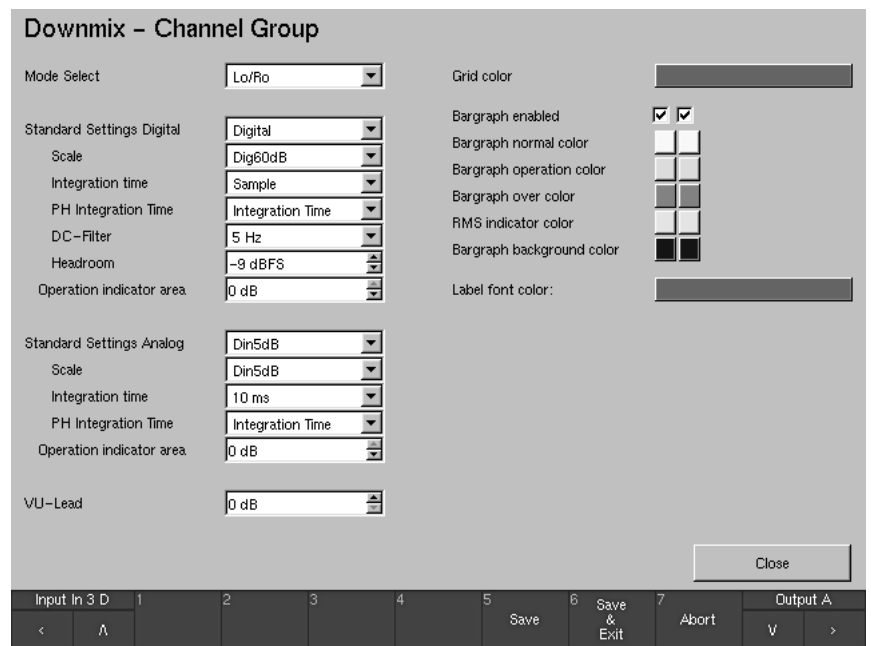 Downmix – Channel Group
Mode Select Lo/Ro
Standard Settings Digital Digital
Scale Dig60dB
Integration time Sample
PH Integration Time Integration Time
DC–Filter 5 Hz
Headroom –9 dBFS
Operation indicator area 0 dB
Standard Settings Analog Din5dB
Scale Din5dB
Integration time 10 ms
PH Integration Time Integration Time
Operation indicator area 0 dB
VU–Lead 0 dB
Grid color
Bargraph enabled
Bargraph normal color
Bargraph operation color
Bargraph over color
RMS indicator color
Bargraph background color
Label font color:
Close
Input In 3 D 1 2 3 4 5 6 7 Output A
< Λ Save Save & Exit Abort V >